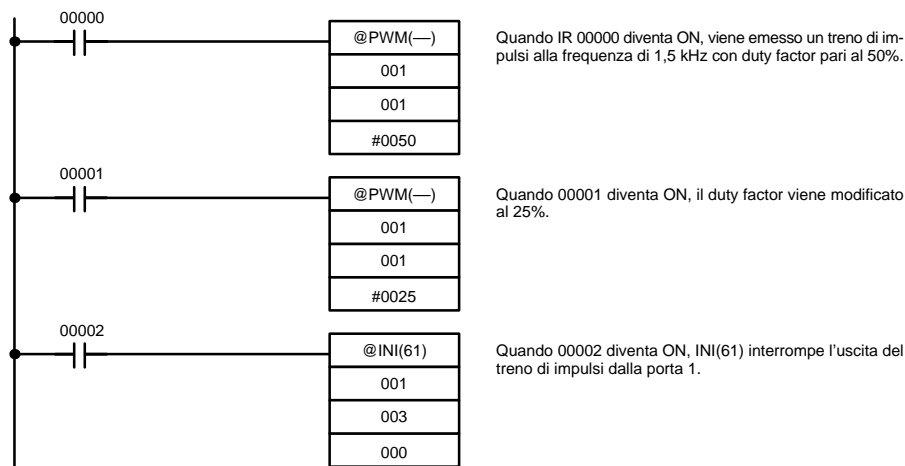 00000
@PWM(—)
001
001
#0050
Quando IR 00000 diventa ON, viene emesso un treno di im-
pulsi alla frequenza di 1,5 kHz con duty factor pari al 50%.
00001
@PWM(—)
001
001
#0025
Quando 00001 diventa ON, il duty factor viene modificato
al 25%.
00002
@INI(61)
001
003
000
Quando 00002 diventa ON, INI(61) interrompe l'uscita del
treno di impulsi dalla porta 1.